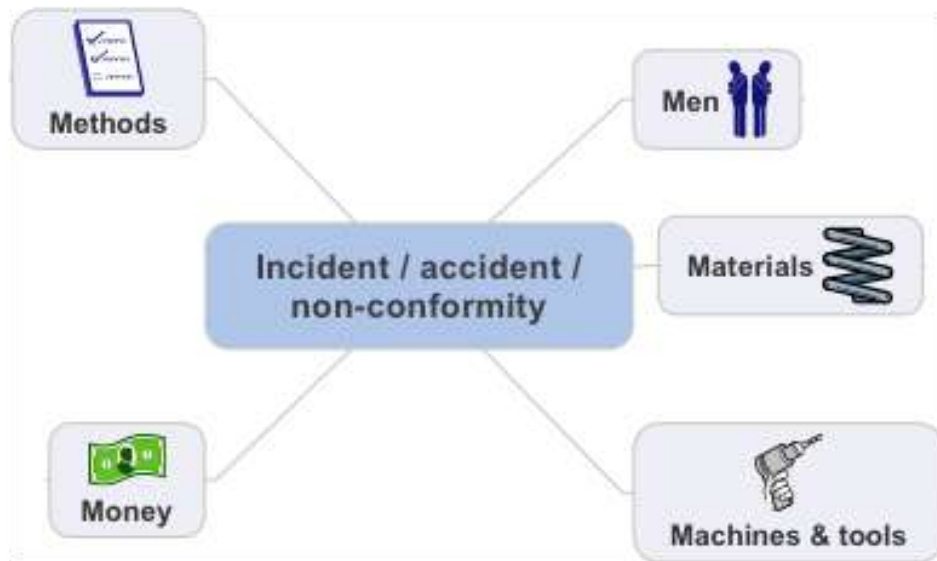 Methods
Men
Incident / accident /
non-conformity
Materials
Money
Machines & tools